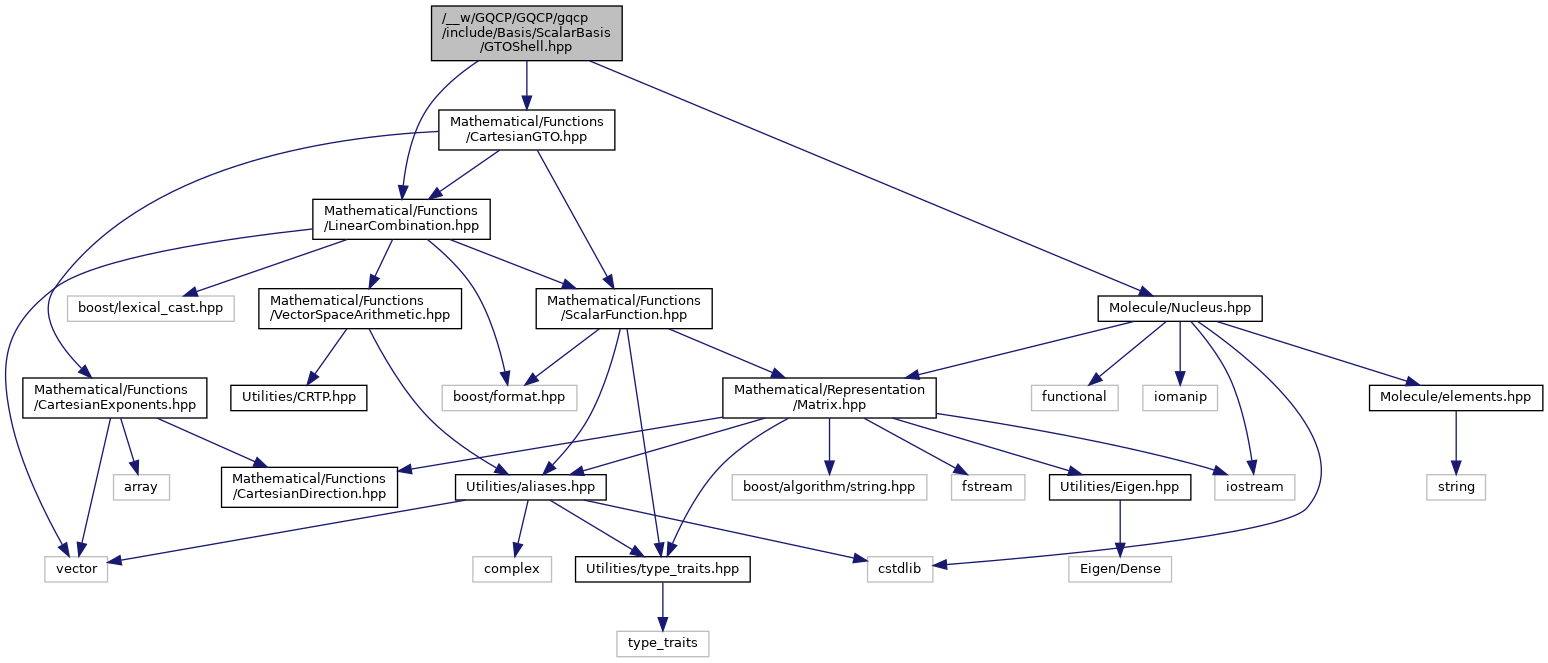 /__w/GQCP/GQCP/gqcp
/include/Basis/ScalarBasis
/GTOShell.hpp
Mathematical/Functions
/CartesianGTO.hpp
Mathematical/Functions
/LinearCombination.hpp
boost/lexical_cast.hpp
Mathematical/Functions
/VectorSpaceArithmetic.hpp
Mathematical/Functions
/ScalarFunction.hpp
Molecule/Nucleus.hpp
Mathematical/Functions
/CartesianExponents.hpp
Utilities/CRTP.hpp
boost/format.hpp
Mathematical/Representation
/Matrix.hpp
functional
iomanip
Molecule/elements.hpp
array
Mathematical/Functions
/CartesianDirection.hpp
Utilities/aliases.hpp
boost/algorithm/string.hpp
fstream
Utilities/Eigen.hpp
iostream
string
vector
complex
Utilities/type_traits.hpp
cstdlib
Eigen/Dense
type_traits